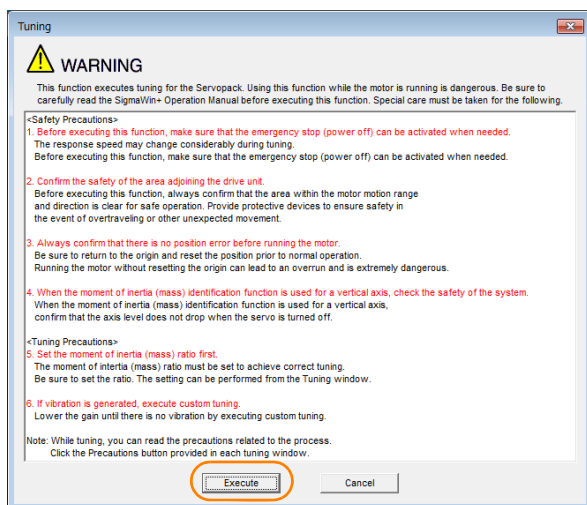 Tuning
WARNING
This function executes tuning for the Servopack. Using this function while the motor is running is dangerous. Be sure to
carefully read the SigmaWin+ Operation Manual before executing this function. Special care must be taken for the following.
<Safety Precautions>
1. Before executing this function, make sure that the emergency stop (power off) can be activated when needed.
The response speed may change considerably during tuning.
Before executing this function, make sure that the emergency stop (power off) can be activated when needed.
2. Confirm the safety of the area adjoining the drive unit.
Before executing this function, always confirm that the area within the motor motion range
and direction is clear for safe operation. Provide protective devices to ensure safety in
the event of overtraveling or other unexpected movement.
3. Always confirm that there is no position error before running the motor.
Be sure to return to the origin and reset the position prior to normal operation.
Running the motor without resetting the origin can lead to an overrun and is extremely dangerous.
4. When the moment of inertia (mass) identification function is used for a vertical axis, check the safety of the system.
When the moment of inertia (mass) identification function is used for a vertical axis,
confirm that the axis level does not drop when the servo is turned off.
<Tuning Precautions>
5. Set the moment of inertia (mass) ratio first.
The moment of intertia (mass) ratio must be set to achieve correct tuning.
Be sure to set the ratio. The setting can be performed from the Tuning window.
6. If vibration is generated, execute custom tuning.
Lower the gain until there is no vibration by executing custom tuning.
Note: While tuning, you can read the precautions related to the process.
Click the Precautions button provided in each tuning window.
Execute Cancel